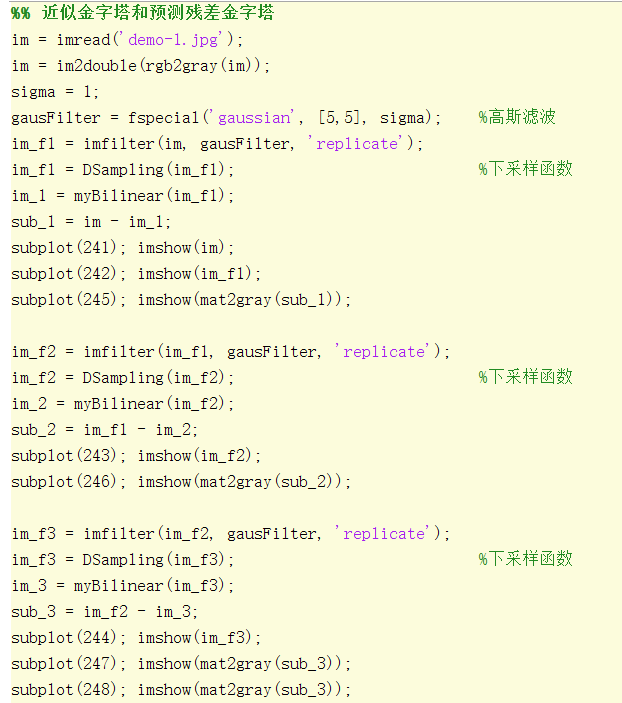 %% 近似金字塔和预测残差金字塔
im = imread('demo-1.jpg');
im = im2double(rgb2gray(im));
sigma = 1;
gausFilter = fspecial('gaussian', [5,5], sigma);    %高斯滤波
im_f1 = imfilter(im, gausFilter, 'replicate');
im_f1 = DSampling(im_f1);    %下采样函数
im_1 = myBilinear(im_f1);
sub_1 = im - im_1;
subplot(241); imshow(im);
subplot(242); imshow(im_f1);
subplot(245); imshow(mat2gray(sub_1));
im_f2 = imfilter(im_f1, gausFilter, 'replicate');
im_f2 = DSampling(im_f2);    %下采样函数
im_2 = myBilinear(im_f2);
sub_2 = im_f1 - im_2;
subplot(243); imshow(im_f2);
subplot(246); imshow(mat2gray(sub_2));
im_f3 = imfilter(im_f2, gausFilter, 'replicate');
im_f3 = DSampling(im_f3);    %下采样函数
im_3 = myBilinear(im_f3);
sub_3 = im_f2 - im_3;
subplot(244); imshow(im_f3);
subplot(247); imshow(mat2gray(sub_3));
subplot(248); imshow(mat2gray(sub_3));